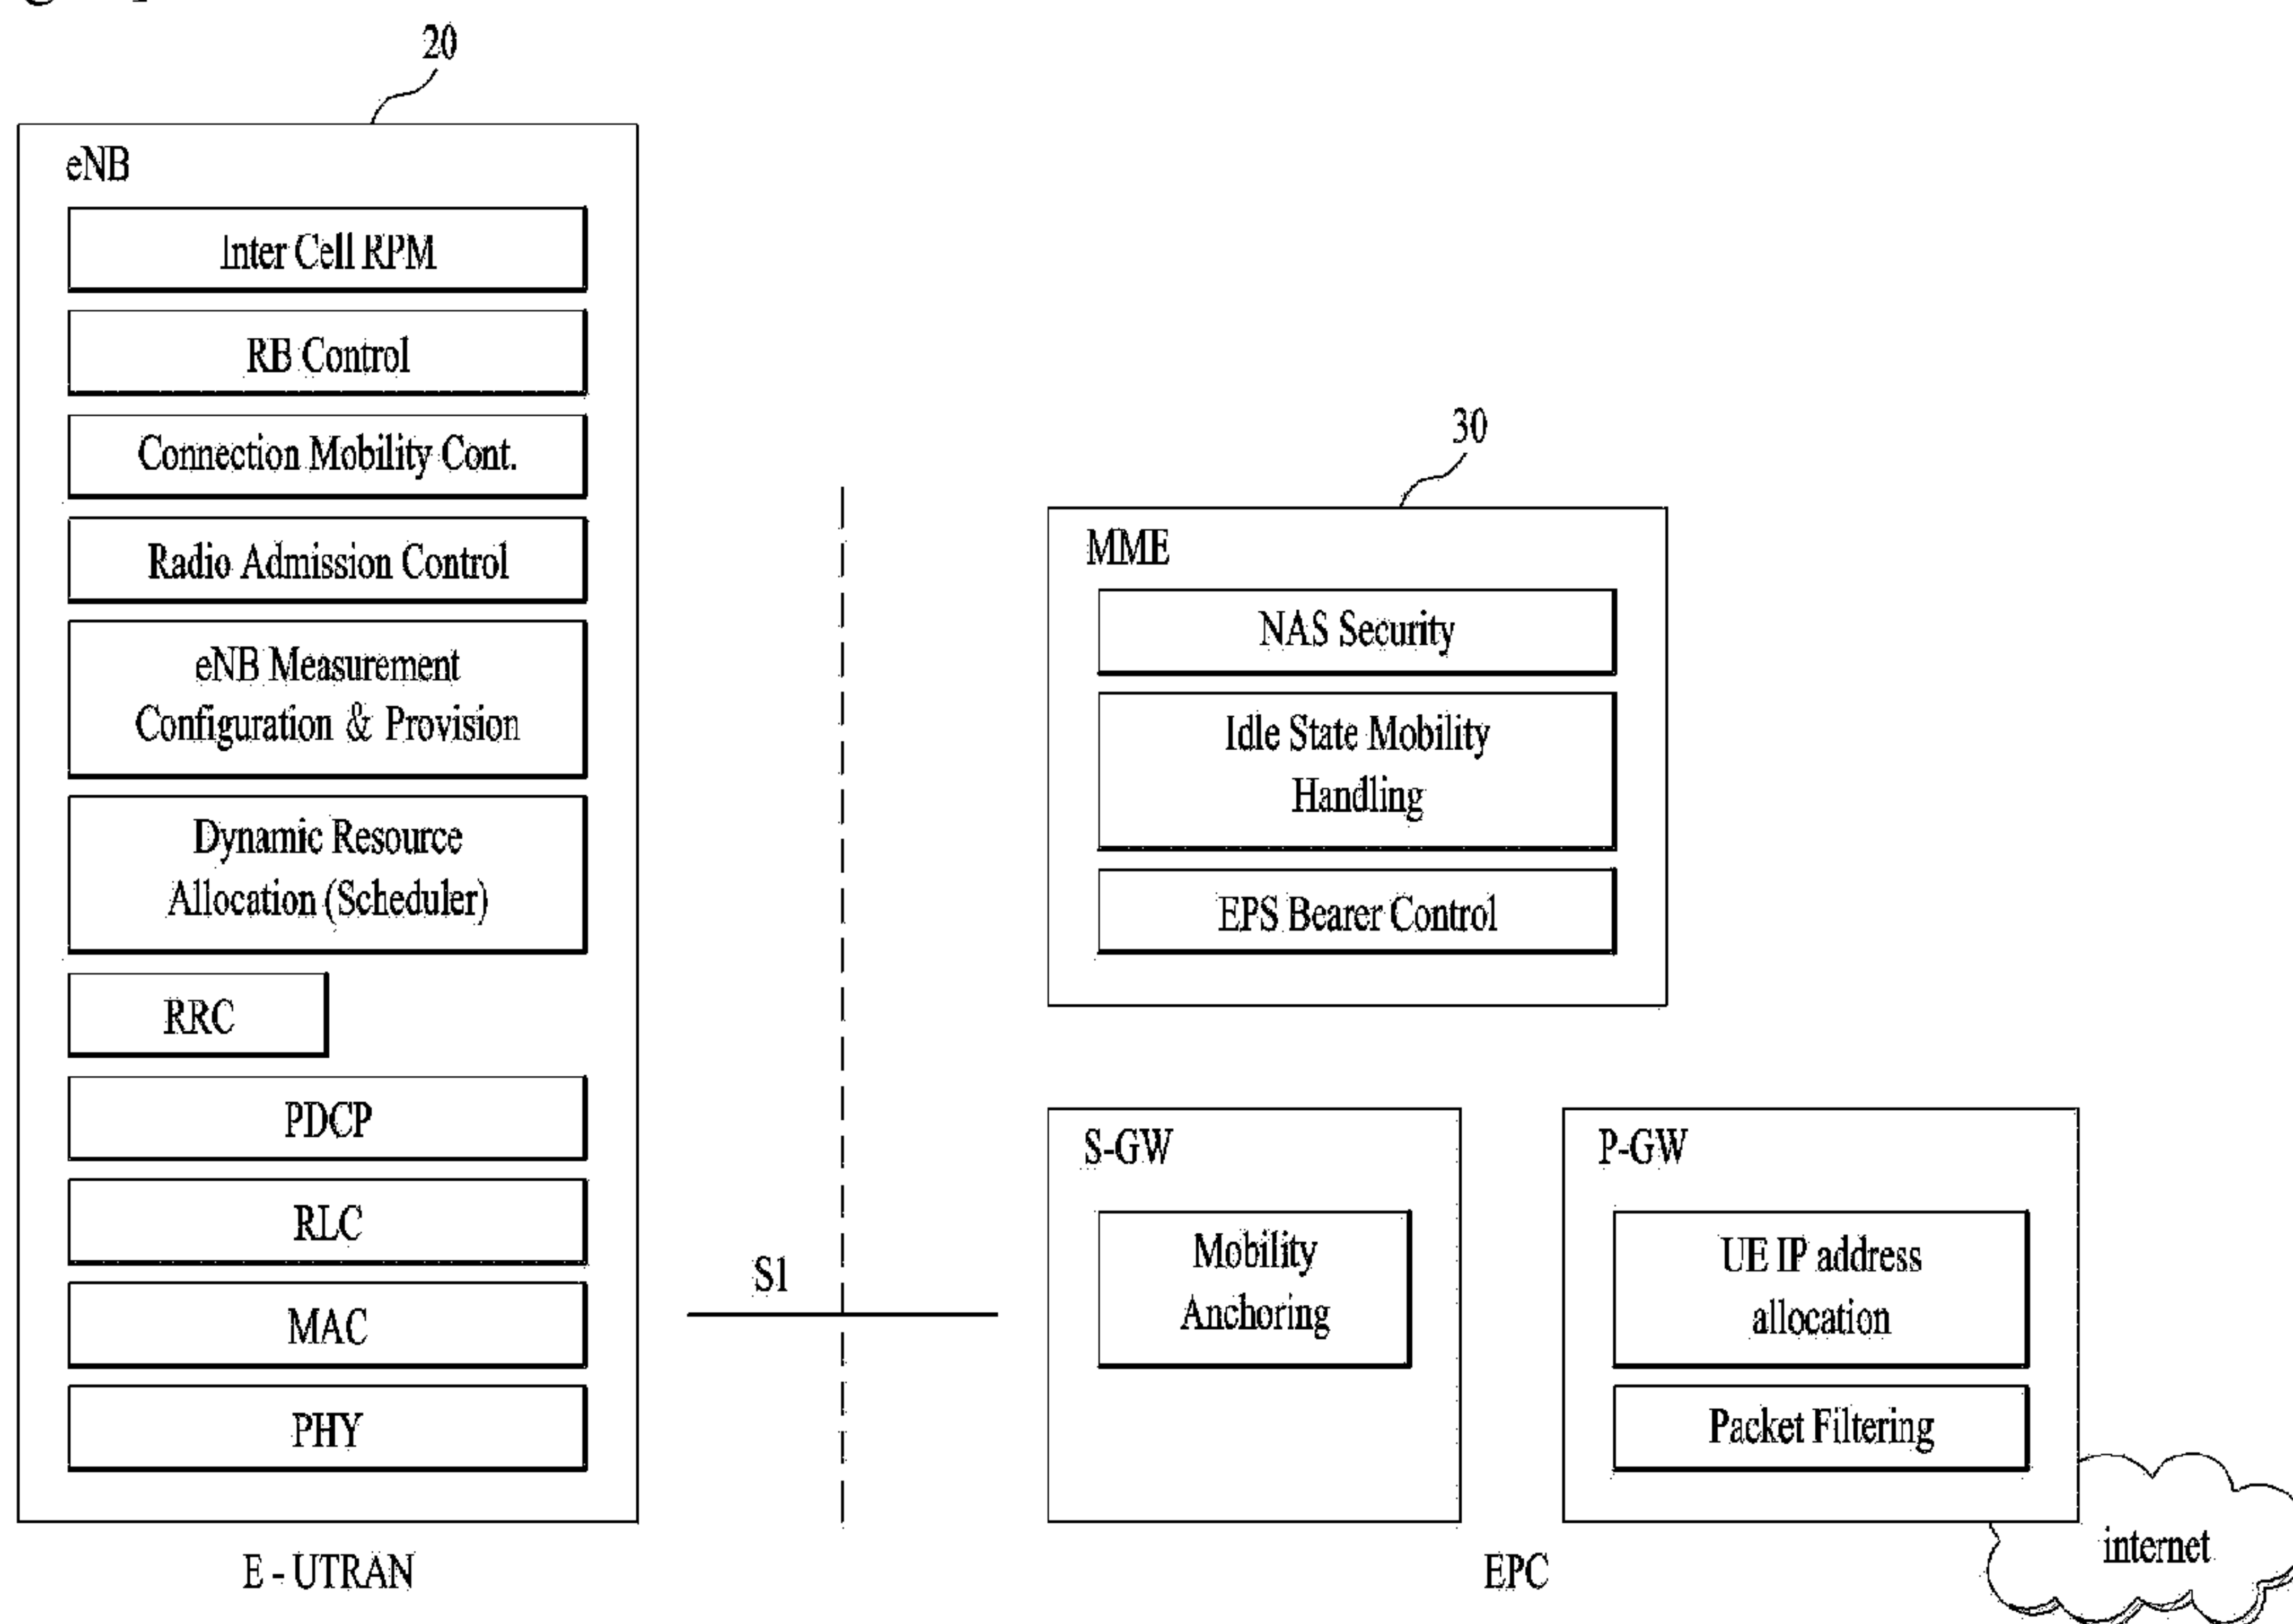 20
eNB
Inter Cell RPM
RB Control
Connection Mobility Cont.
Radio Admission Control
eNB Measurement
Configuration & Provision
Dynamic Resource
Allocation (Scheduler)
RRC
PDCP
RLC
MAC
PHY
E - UTRAN
S1
30
MME
NAS Security
Idle State Mobility
Handling
EPS Bearer Control
S-GW
Mobility
Anchoring
P-GW
UE IP address
allocation
Packet Filtering
internet
EPC